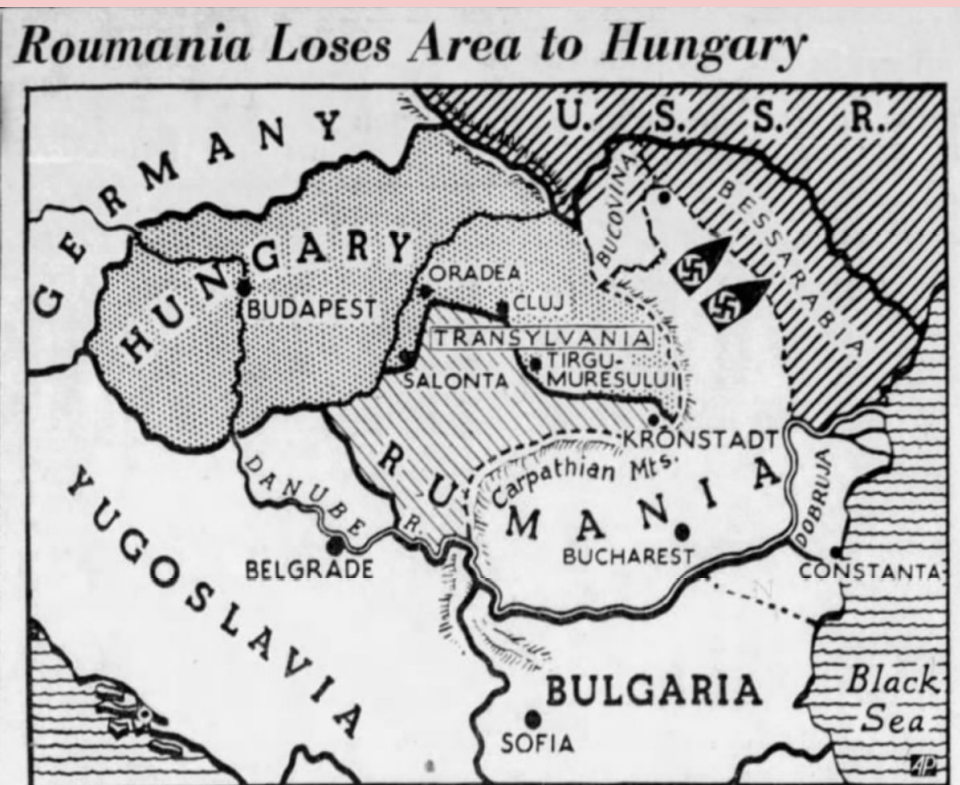 Roumania Loses Area to Hungary
U. S. S. R.
GERMANY
BUCOVINA
BESSARABIA
HUNGARY
ORADEA
BUDAPEST
CLUJ
TRANSYLVANIA
TIRGU-
MURESULUI
SALONTA
KRONSTADT
Carpathian Mts.
RUMANIA
DANUBE R.
DOBRUJA
YUGOSLAVIA
BUCHAREST
BELGRADE
CONSTANTA
BULGARIA
Black
Sea
SOFIA
AP